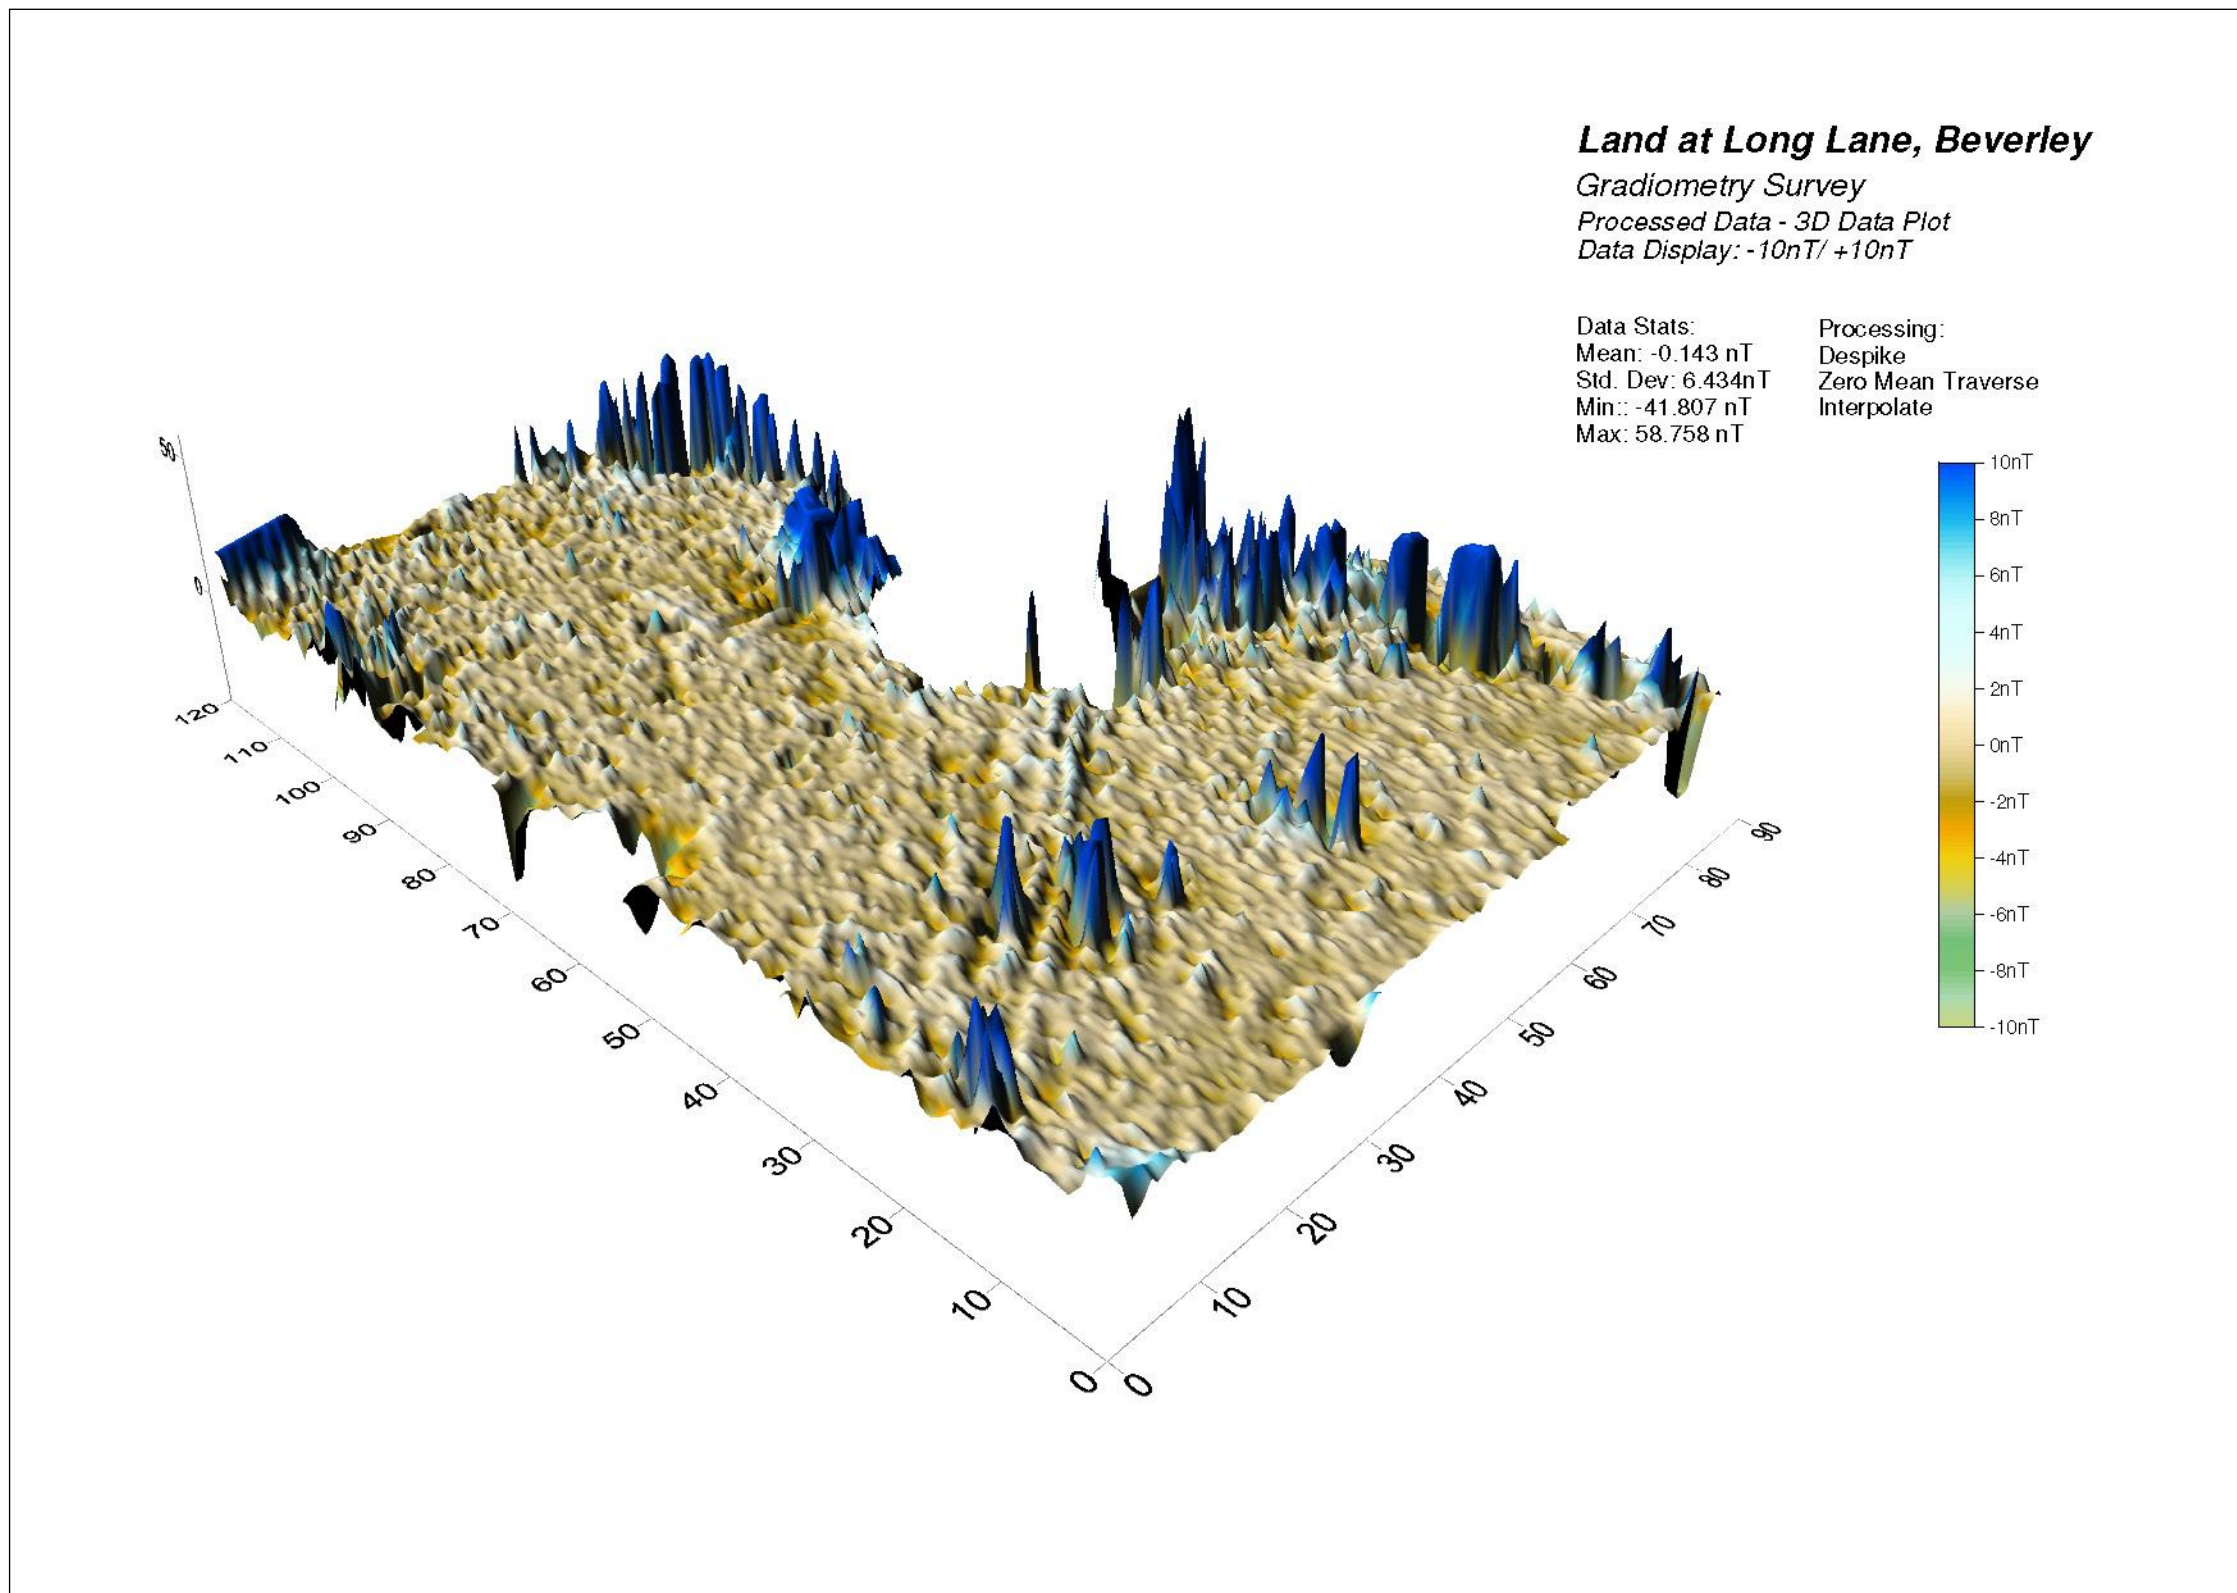 Land at Long Lane, Beverley
Gradiometry Survey
Processed Data - 3D Data Plot
Data Display: -10nT/ +10nT
Data Stats:
Mean: -0.143 nT
Std. Dev: 6.434nT
Min:: -41.807 nT
Max: 58.758 nT
Processing:
Despike
Zero Mean Traverse
Interpolate
10nT
8nT
6nT
4nT
2nT
0nT
-2nT
-4nT
-6nT
-8nT
-10nT
0
120
110
100
90
80
70
60
50
40
30
20
10
0
0
10
20
30
40
50
60
70
80
90